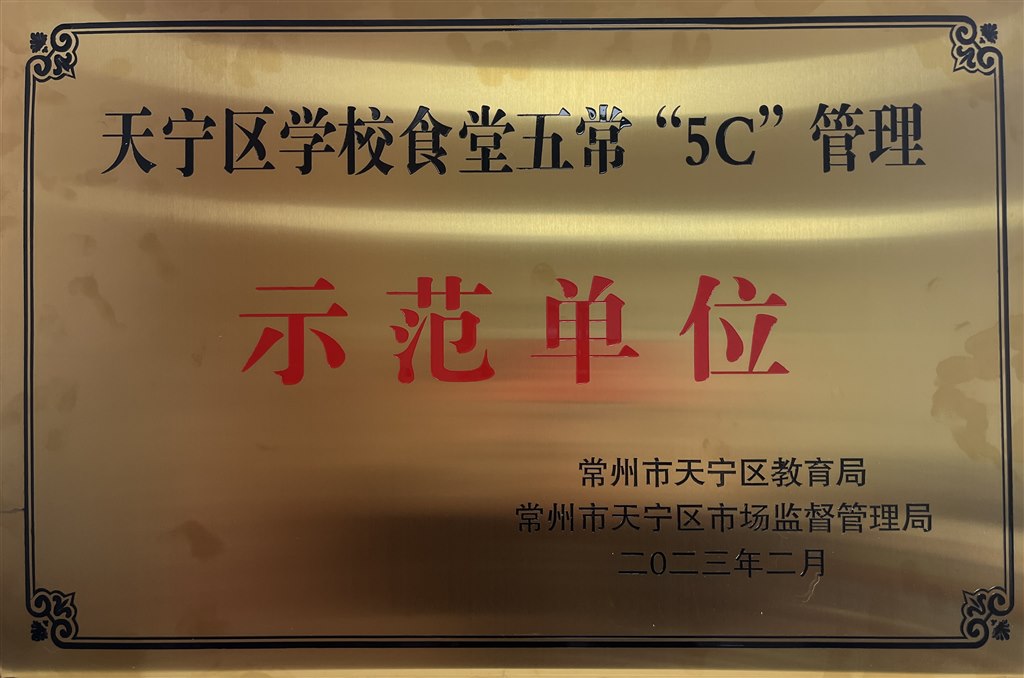 天宁区学校食堂五常“5C”管理
示范单位
常州市天宁区教育局
常州市天宁区市场监督管理局
二0二三年二月